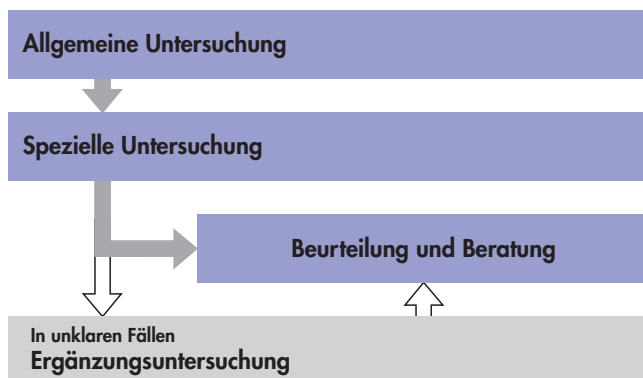 Allgemeine Untersuchung
Spezielle Untersuchung
Beurteilung und Beratung
In unklaren Fällen
Ergänzungsuntersuchung